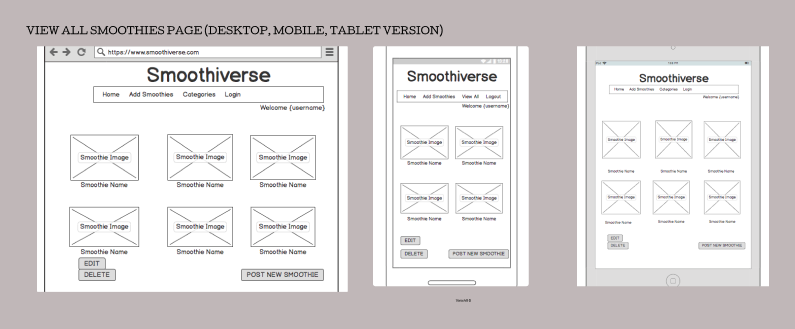 VIEW ALL SMOOTHIES PAGE (DESKTOP, MOBILE, TABLET VERSION)
https://www.smoothiverse.com
Smoothiverse
Home Add Smoothies Categories Login
Welcome {username}
Smoothie Image Smoothie Image Smoothie Image
Smoothie Name Smoothie Name Smoothie Name
Smoothie Image Smoothie Image Smoothie Image
Smoothie Name Smoothie Name Smoothie Name
EDIT
DELETE POST NEW SMOOTHIE
Smoothiverse
Home Add Smoothies View All Logout
Welcome {username}
Smoothie Image Smoothie Image
Smoothie Name Smoothie Name
Smoothie Image Smoothie Image
Smoothie Name Smoothie Name
EDIT
DELETE POST NEW SMOOTHIE
Smoothiverse
Home Add Smoothies Categories Login
Welcome {username}
Smoothie Image Smoothie Image Smoothie Image
Smoothie Name Smoothie Name Smoothie Name
Smoothie Image Smoothie Image Smoothie Image
Smoothie Name Smoothie Name Smoothie Name
EDIT
DELETE POST NEW SMOOTHIE